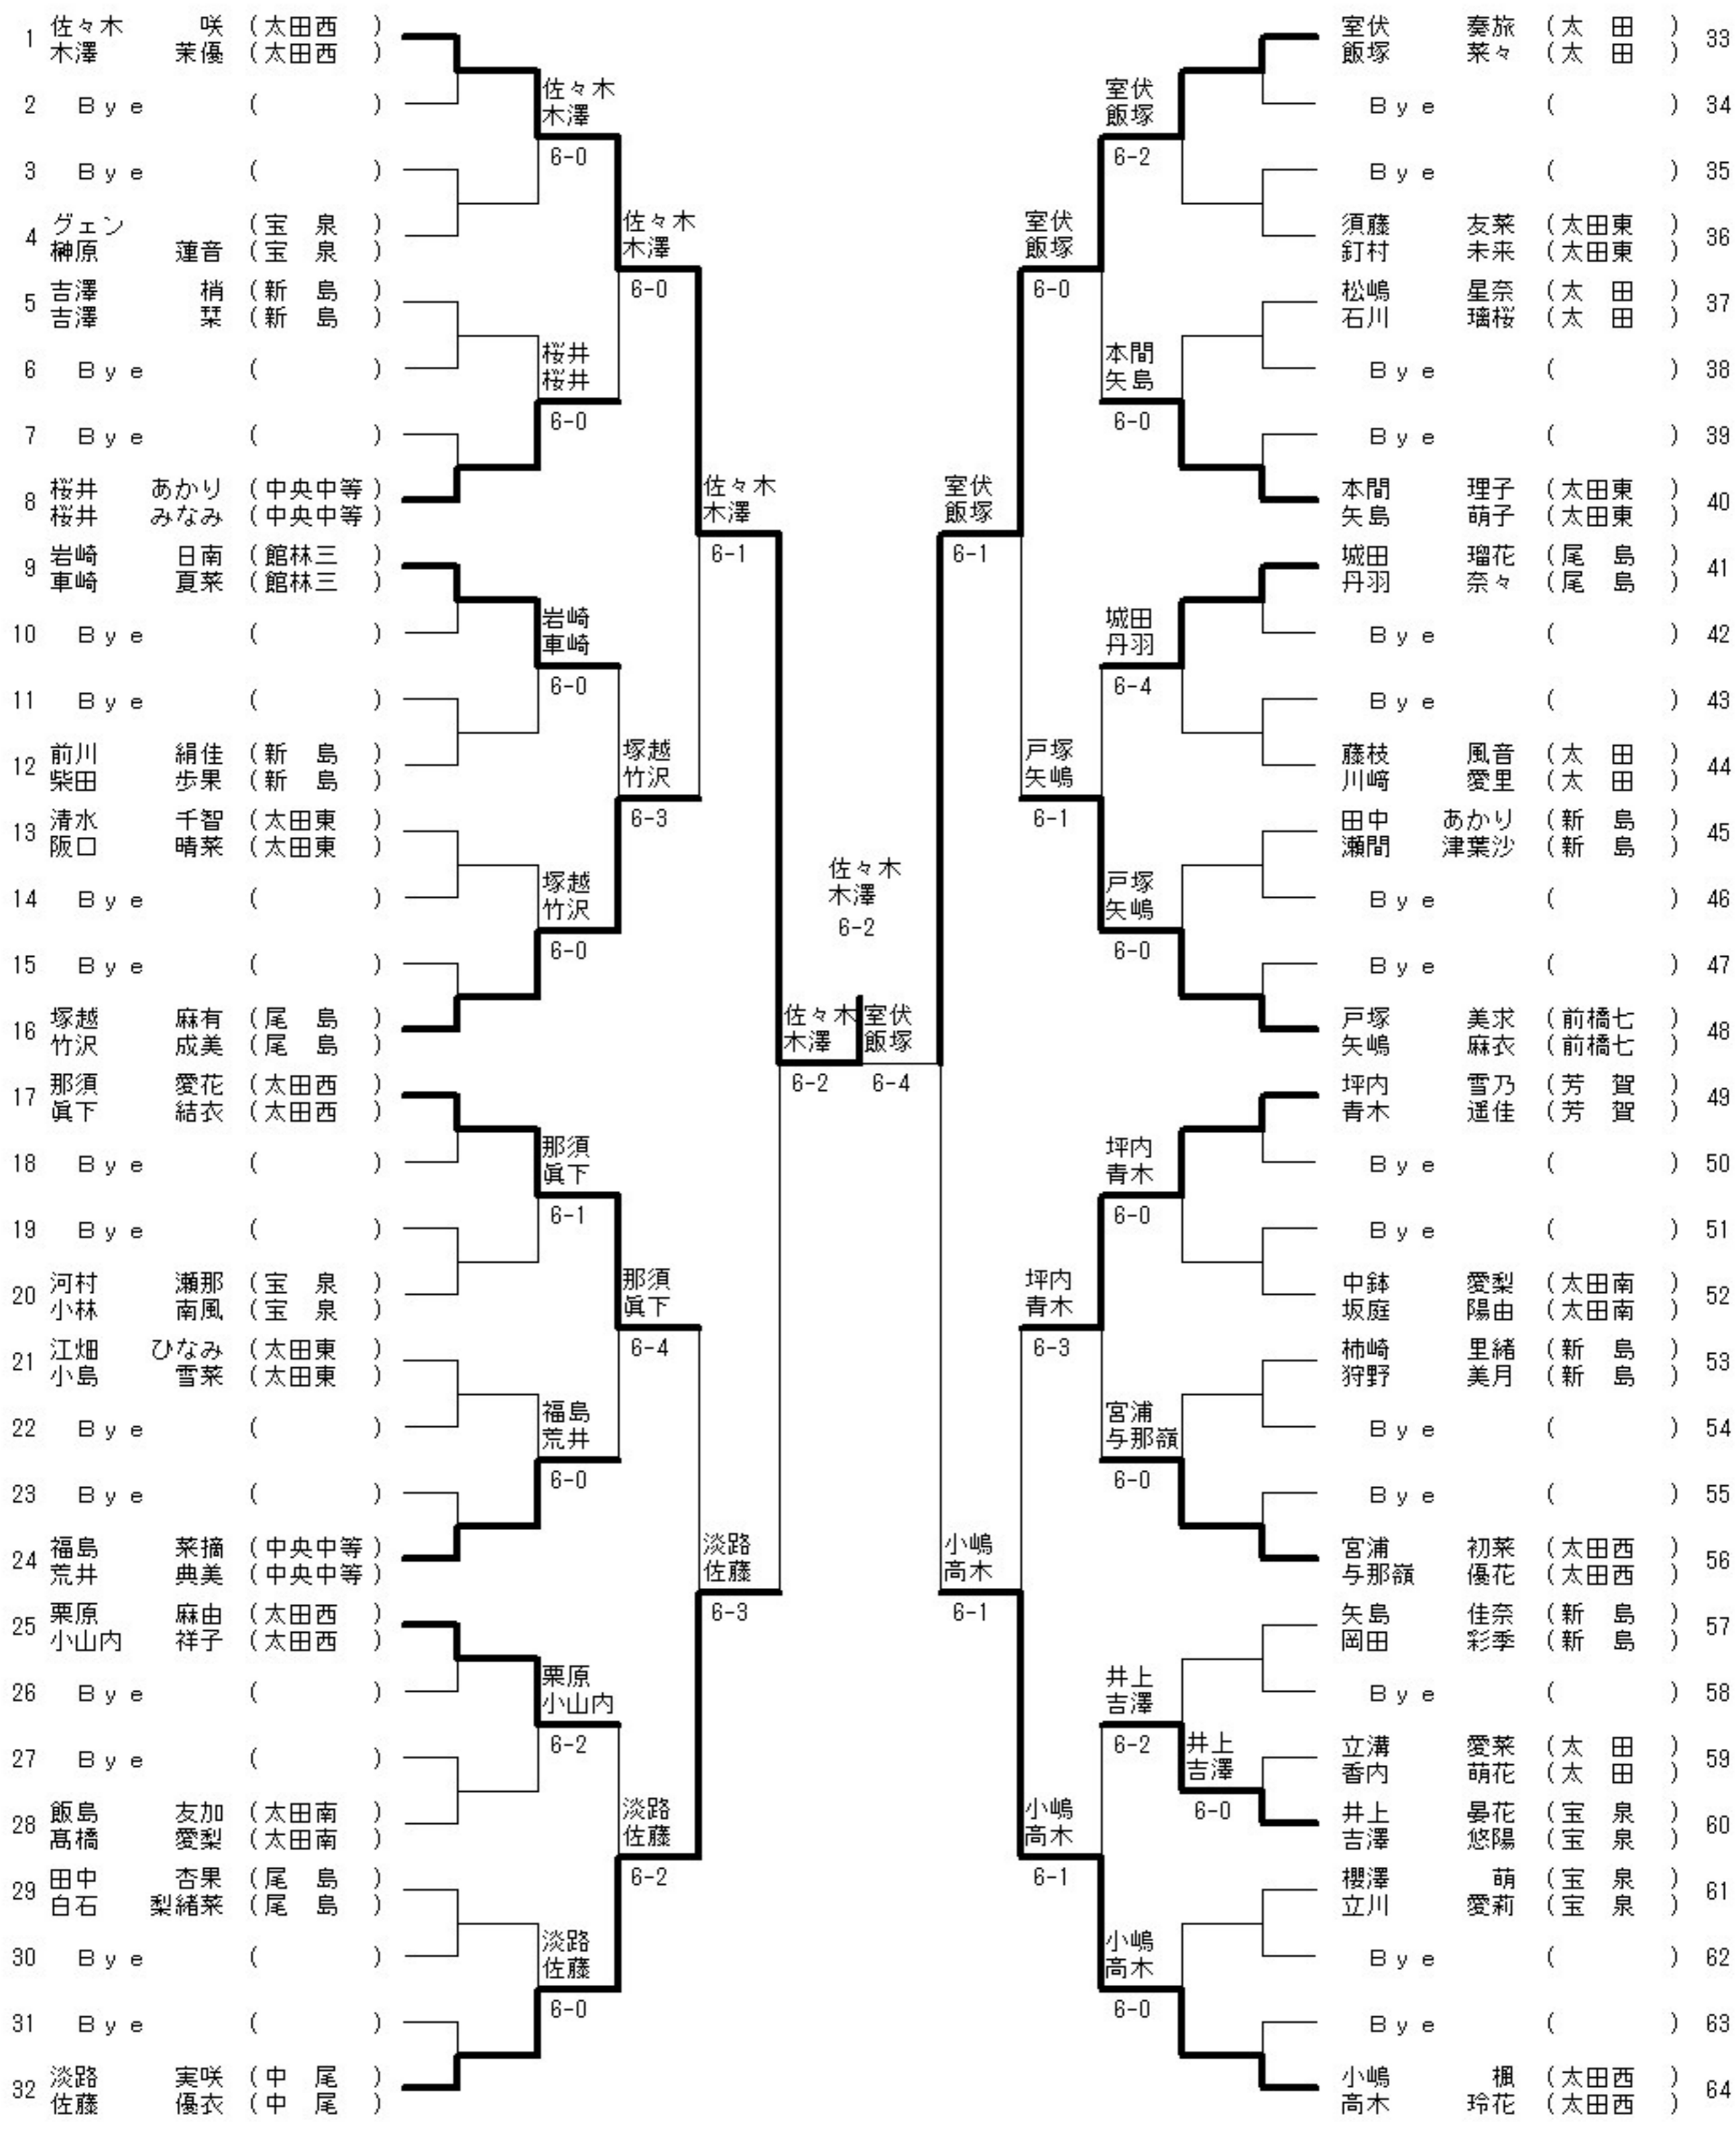 1 佐々木 咲 (太田西)
木澤 茉優 (太田西)
2 Bye ( )
3 Bye ( )
4 グェン (宝 泉)
榊原 蓮音 (宝 泉)
5 吉澤 梢 (新 島)
吉澤 栞 (新 島)
6 Bye ( )
7 Bye ( )
8 桜井 あかり (中央中等)
桜井 みなみ (中央中等)
9 岩崎 日南 (館林三)
車崎 夏菜 (館林三)
10 Bye ( )
11 Bye ( )
12 前川 絹佳 (新 島)
柴田 歩果 (新 島)
13 清水 千智 (太田東)
阪口 晴菜 (太田東)
14 Bye ( )
15 Bye ( )
16 塚越 麻有 (尾 島)
竹沢 成美 (尾 島)
17 那須 愛花 (太田西)
眞下 結衣 (太田西)
18 Bye ( )
19 Bye ( )
20 河村 瀬那 (宝 泉)
小林 南風 (宝 泉)
21 江畑 ひなみ (太田東)
小島 雪菜 (太田東)
22 Bye ( )
23 Bye ( )
24 福島 菜摘 (中央中等)
荒井 典美 (中央中等)
25 栗原 麻由 (太田西)
小山内 祥子 (太田西)
26 Bye ( )
27 Bye ( )
28 飯島 友加 (太田南)
髙橋 愛梨 (太田南)
29 田中 杏果 (尾 島)
白石 梨緒菜 (尾 島)
30 Bye ( )
31 Bye ( )
32 淡路 実咲 (中 尾)
佐藤 優衣 (中 尾)
佐々木
木澤
6-0
桜井
桜井
6-0
岩崎
車崎
6-0
塚越
竹沢
6-0
那須
眞下
6-1
福島
荒井
6-0
栗原
小山内
6-2
淡路
佐藤
6-0
佐々木
木澤
6-0
塚越
竹沢
6-3
那須
眞下
6-4
淡路
佐藤
6-2
佐々木
木澤
6-1
淡路
佐藤
6-3
佐々木
木澤
6-2
佐々木
木澤
6-2
室伏
飯塚
6-4
室伏
飯塚
6-1
小嶋
高木
6-1
室伏
飯塚
6-0
戸塚
矢嶋
6-1
坪内
青木
6-3
小嶋
高木
6-1
室伏
飯塚
6-2
本間
矢島
6-0
城田
丹羽
6-4
戸塚
矢嶋
6-0
坪内
青木
6-0
宮浦
与那嶺
6-0
井上
吉澤
6-2
井上
吉澤
6-0
小嶋
高木
6-0
室伏 奏旅 (太 田) 33
飯塚 菜々 (太 田)
Bye ( ) 34
Bye ( ) 35
須藤 友菜 (太田東) 36
釘村 未来 (太田東)
松嶋 星奈 (太 田) 37
石川 璃桜 (太 田)
Bye ( ) 38
Bye ( ) 39
本間 理子 (太田東) 40
矢島 萌子 (太田東)
城田 瑠花 (尾 島) 41
丹羽 奈々 (尾 島)
Bye ( ) 42
Bye ( ) 43
藤枝 風音 (太 田) 44
川﨑 愛里 (太 田)
田中 あかり (新 島) 45
瀬間 津葉沙 (新 島)
Bye ( ) 46
Bye ( ) 47
戸塚 美求 (前橋七) 48
矢嶋 麻衣 (前橋七)
坪内 雪乃 (芳 賀) 49
青木 遥佳 (芳 賀)
Bye ( ) 50
Bye ( ) 51
中鉢 愛梨 (太田南) 52
坂庭 陽由 (太田南)
柿崎 里緒 (新 島) 53
狩野 美月 (新 島)
Bye ( ) 54
Bye ( ) 55
宮浦 初菜 (太田西) 56
与那嶺 優花 (太田西)
矢島 佳奈 (新 島) 57
岡田 彩季 (新 島)
Bye ( ) 58
立溝 愛菜 (太 田) 59
香内 萌花 (太 田)
井上 晏花 (宝 泉) 60
吉澤 悠陽 (宝 泉)
櫻澤 萌 (宝 泉) 61
立川 愛莉 (宝 泉)
Bye ( ) 62
Bye ( ) 63
小嶋 楓 (太田西) 64
高木 玲花 (太田西)